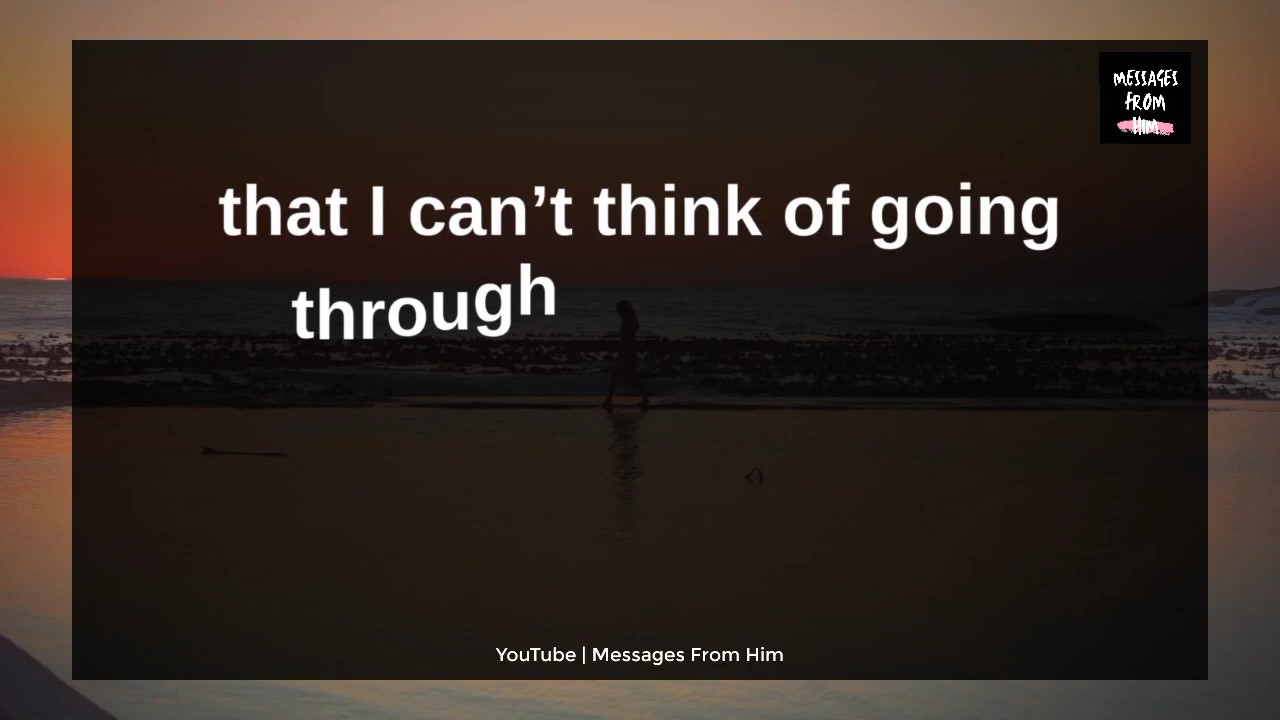 MESSAGES
FROM
HIM
that I can’t think of going
through
YouTube | Messages From Him